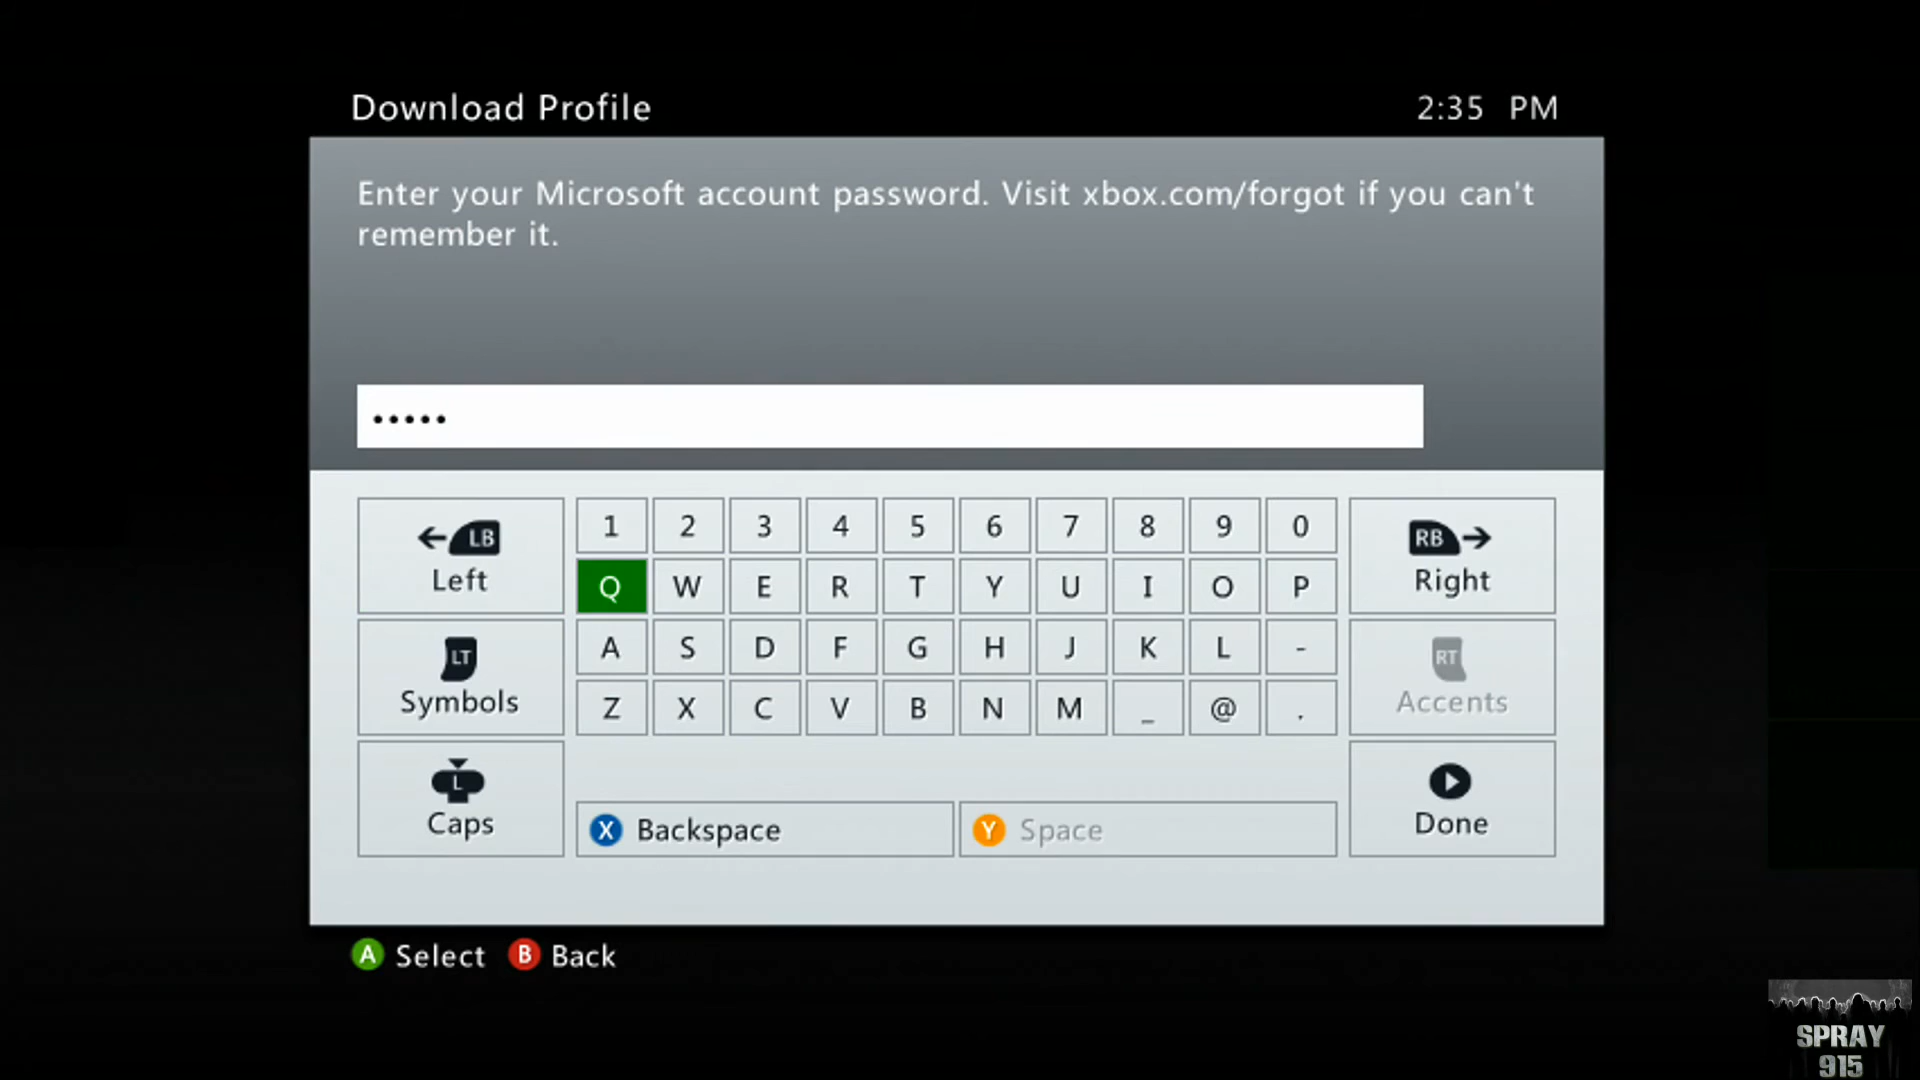 Download Profile 2:35 PM
Enter your Microsoft account password. Visit xbox.com/forgot if you can't
remember it.
•••••
LB 1 2 3 4 5 6 7 8 9 0 RB
Left Q W E R T Y U I O P Right
LT A S D F G H J K L - RT
Symbols Z X C V B N M _ @ . Accents
L
Caps X Backspace Y Space Done
A Select B Back
SPRAY
915